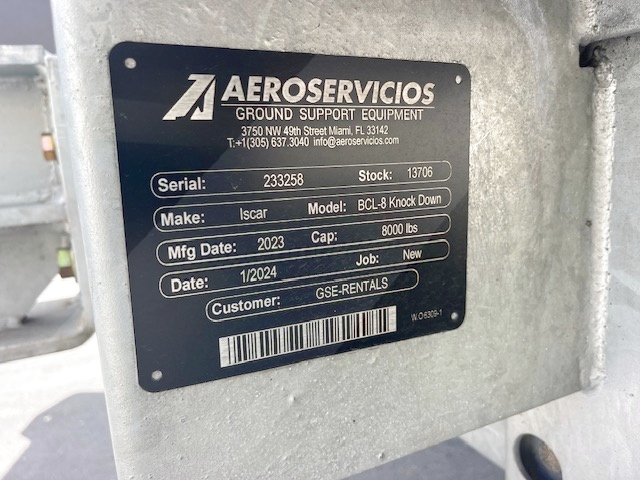 AEROSERVICIOS
GROUND SUPPORT EQUIPMENT
3750 NW 49th Street Miami, FL 33142
T:+1(305) 637.3040 info@aeroservicios.com
Serial: 233258 Stock: 13706
Make: Iscar Model: BCL-8 Knock Down
Mfg Date: 2023 Cap: 8000 lbs
Date: 1/2024 Job: New
Customer: GSE-RENTALS
W.O6309-1